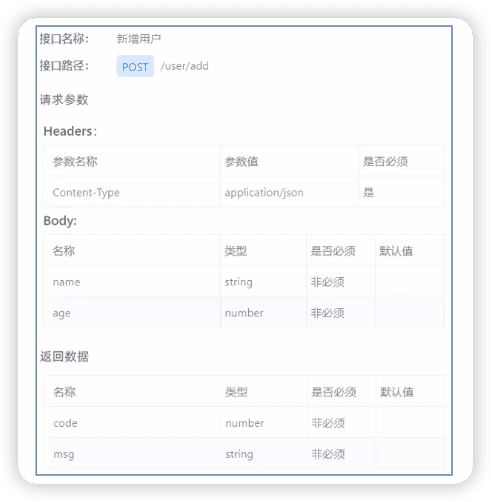 接口名称： 新增用户
接口路径： POST /user/add
请求参数
Headers：
参数名称 参数值 是否必须
Content-Type application/json 是
Body:
名称 类型 是否必须 默认值
name string 非必须
age number 非必须
返回数据
名称 类型 是否必须 默认值
code number 非必须
msg string 非必须